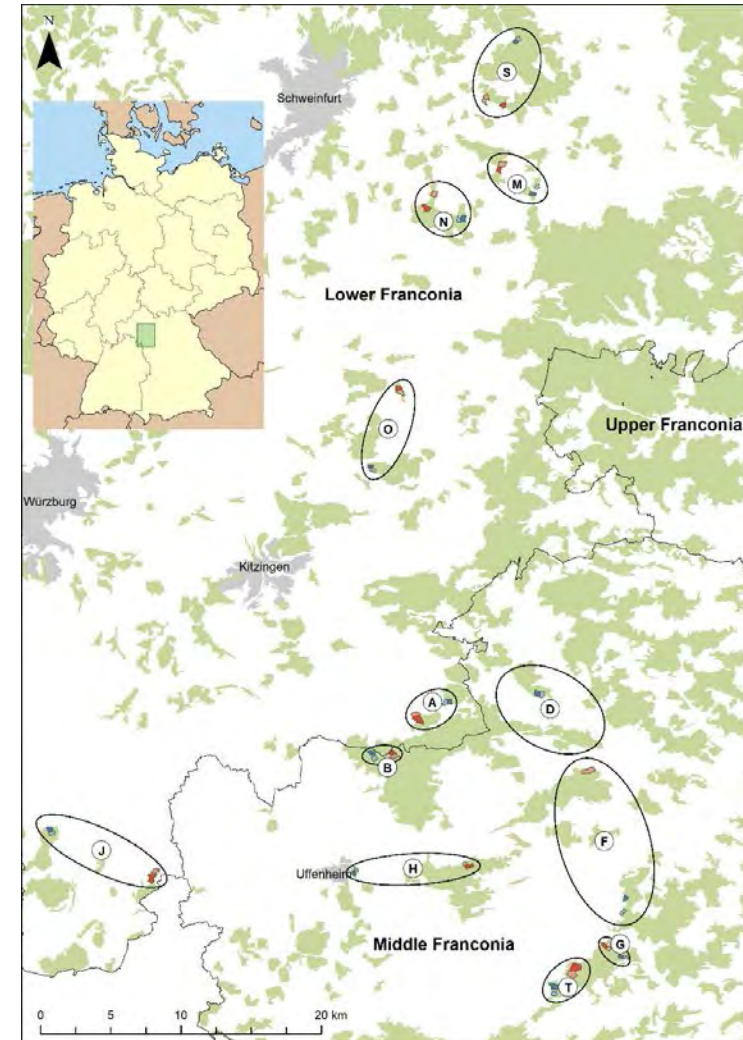 N
S
Schweinfurt
M
N
Lower Franconia
O
Upper Franconia
Würzburg
Kitzingen
A
D
B
F
J
H
Uffenheim
G
Middle Franconia
T
0 5 10 20 km